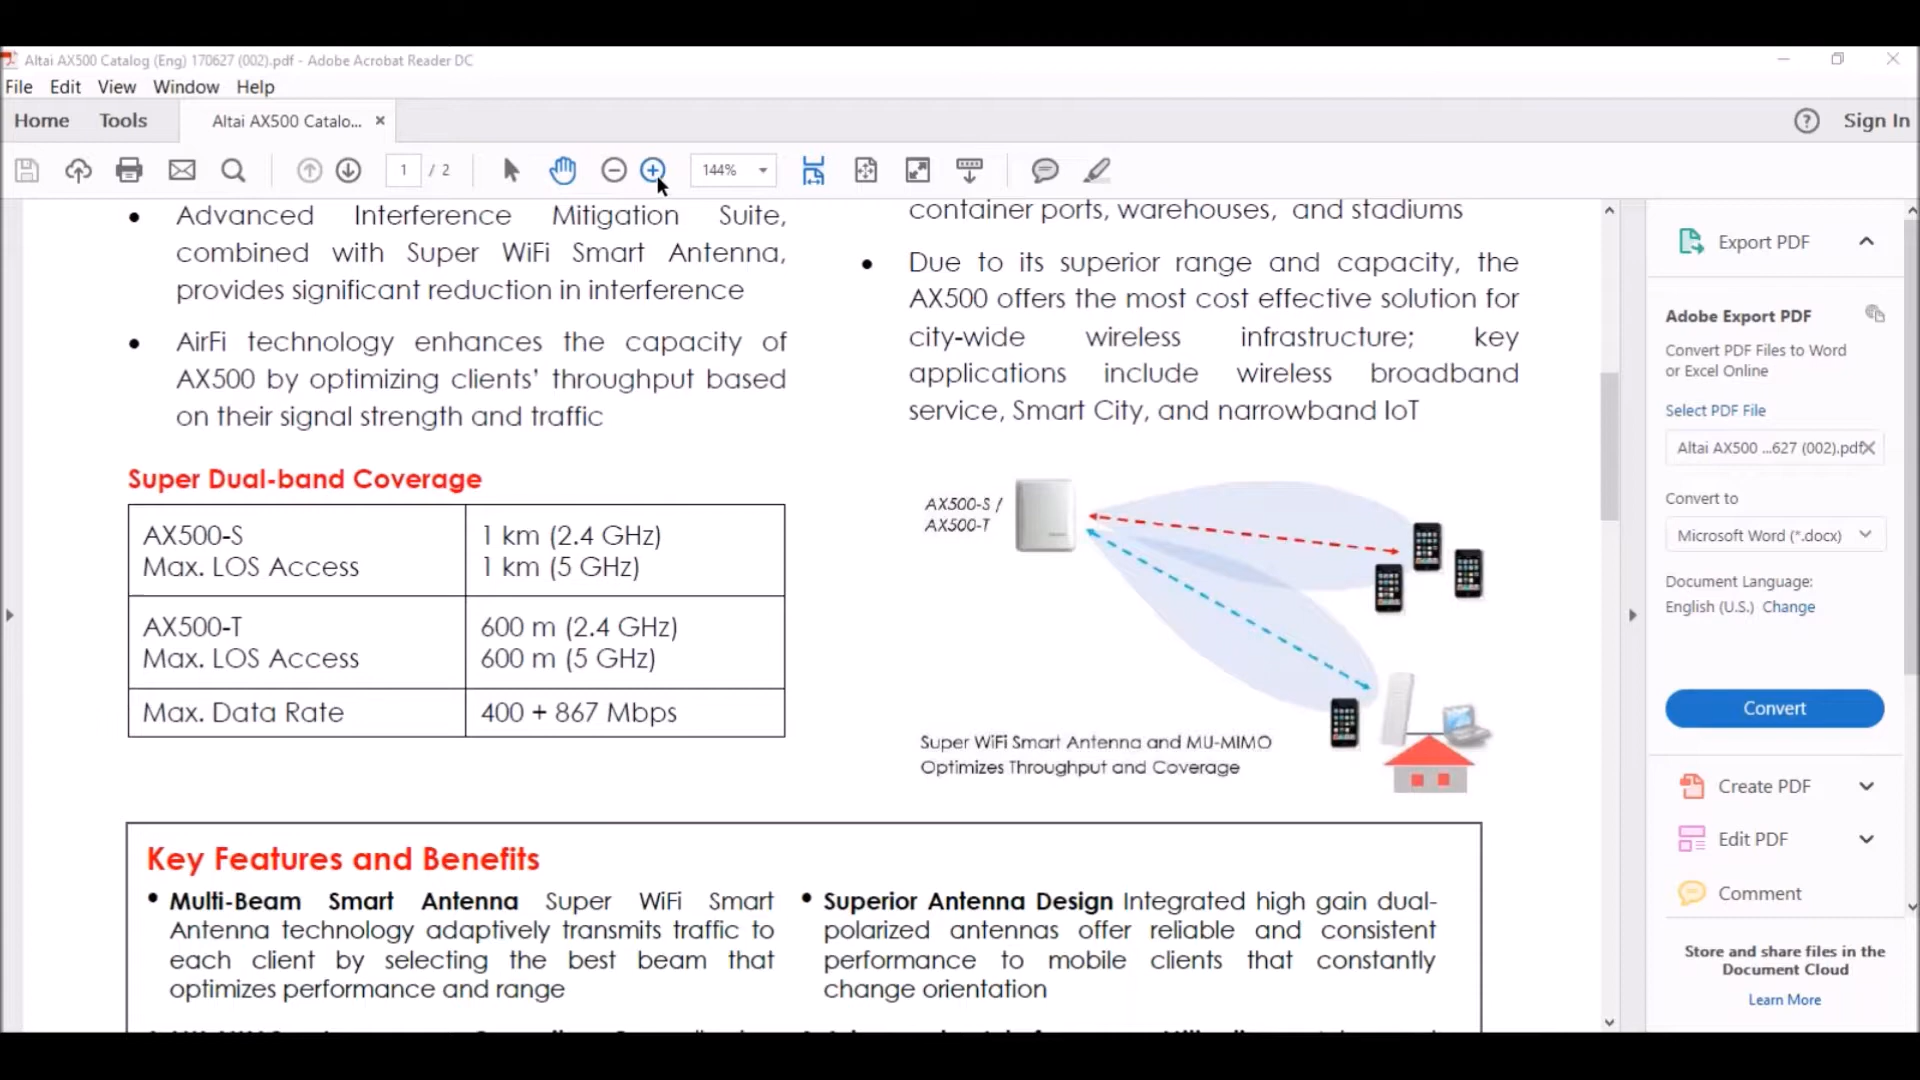 Altai AX500 Catalog (Eng) 170627 (002).pdf - Adobe Acrobat Reader DC
File Edit View Window Help
Home Tools Altai AX500 Catalo... × ? Sign In
1 / 2 144%
Advanced Interference Mitigation Suite,
combined with Super WiFi Smart Antenna,
provides significant reduction in interference
AirFi technology enhances the capacity of
AX500 by optimizing clients' throughput based
on their signal strength and traffic
container ports, warehouses, and stadiums
Due to its superior range and capacity, the
AX500 offers the most cost effective solution for
city-wide wireless infrastructure; key
applications include wireless broadband
service, Smart City, and narrowband IoT
Super Dual-band Coverage
AX500-S
Max. LOS Access
1 km (2.4 GHz)
1 km (5 GHz)
AX500-T
Max. LOS Access
600 m (2.4 GHz)
600 m (5 GHz)
Max. Data Rate
400 + 867 Mbps
AX500-S /
AX500-T
Super WiFi Smart Antenna and MU-MIMO
Optimizes Throughput and Coverage
Key Features and Benefits
• Multi-Beam Smart Antenna Super WiFi Smart
Antenna technology adaptively transmits traffic to
each client by selecting the best beam that
optimizes performance and range
• Superior Antenna Design Integrated high gain dual-
polarized antennas offer reliable and consistent
performance to mobile clients that constantly
change orientation
Export PDF
Adobe Export PDF
Convert PDF Files to Word
or Excel Online
Select PDF File
Altai AX500 ...627 (002).pdf
Convert to
Microsoft Word (*.docx)
Document Language:
English (U.S.) Change
Convert
Create PDF
Edit PDF
Comment
Store and share files in the
Document Cloud
Learn More